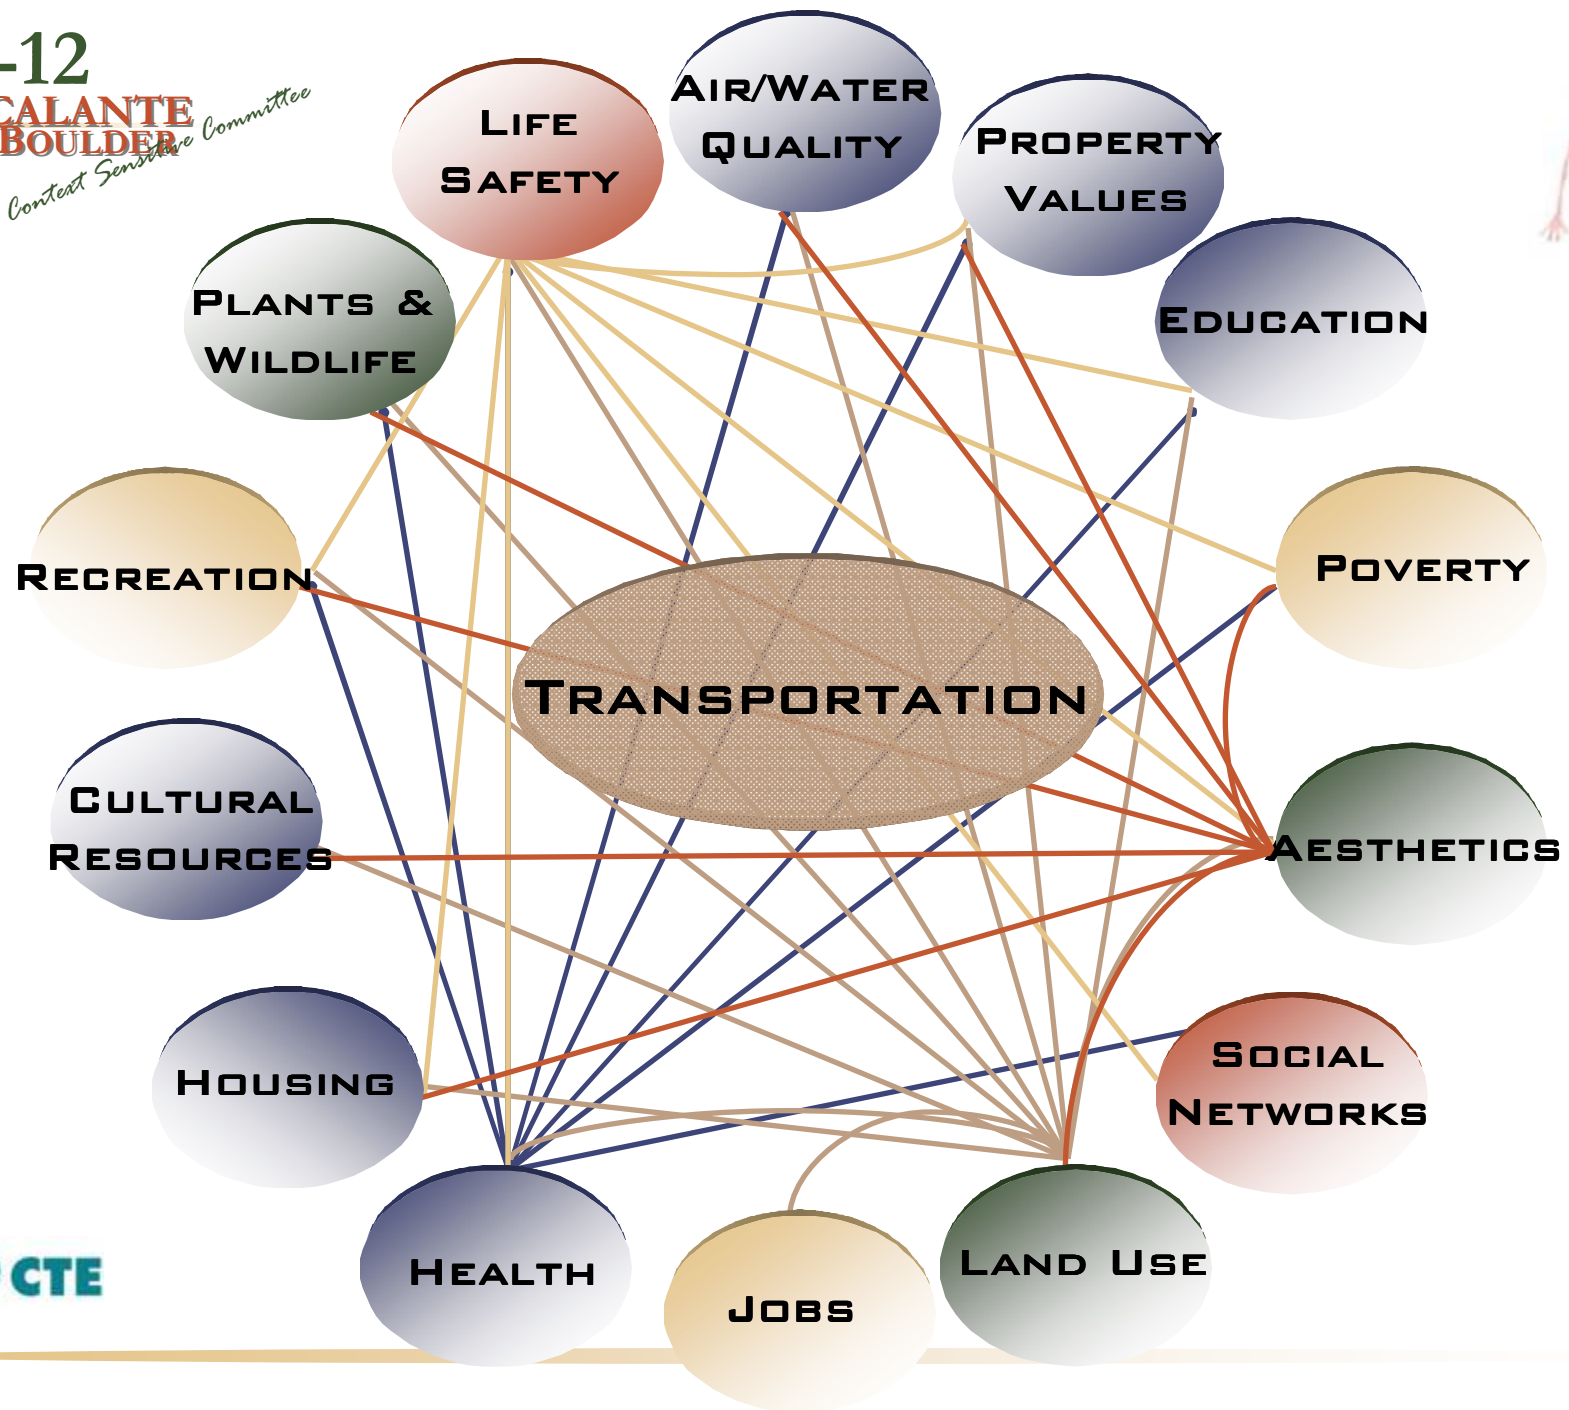 -12
CALANTE
BOULDER
Context Sensitive Committee
LIFE
SAFETY
AIR/WATER
QUALITY
PROPERTY
VALUES
EDUCATION
PLANTS &
WILDLIFE
POVERTY
RECREATION
TRANSPORTATION
CULTURAL
RESOURCES
AESTHETICS
SOCIAL
NETWORKS
HOUSING
HEALTH
JOBS
LAND USE
CTE